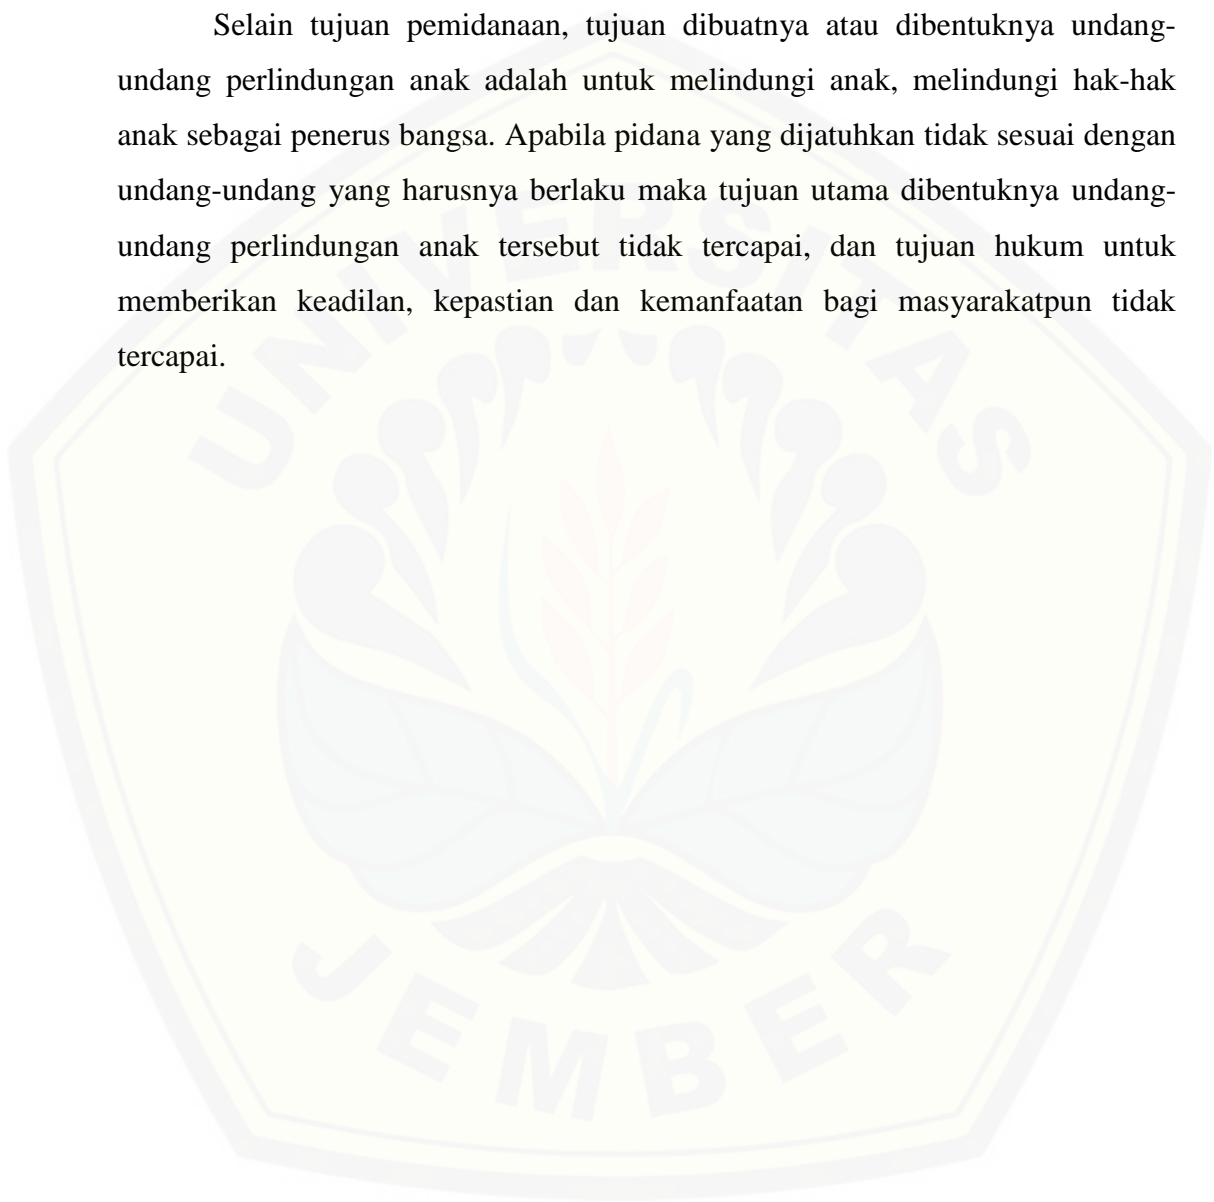 Selain tujuan pemidanaan, tujuan dibuatnya atau dibentuknya undang-
undang perlindungan anak adalah untuk melindungi anak, melindungi hak-hak
anak sebagai penerus bangsa. Apabila pidana yang dijatuhkan tidak sesuai dengan
undang-undang yang harusnya berlaku maka tujuan utama dibentuknya undang-
undang perlindungan anak tersebut tidak tercapai, dan tujuan hukum untuk
memberikan keadilan, kepastian dan kemanfaatan bagi masyarakatpun tidak
tercapai.
UNIVERSITAS
JEMBER